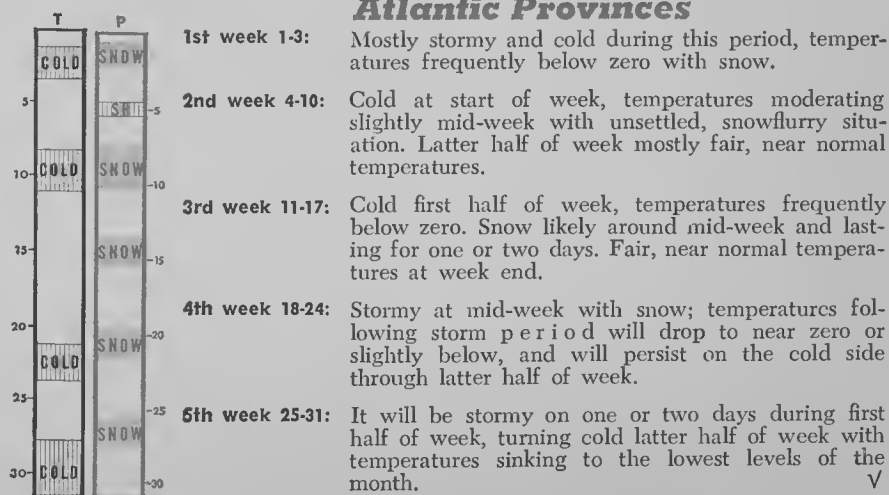 Atlantic Provinces
T P
1st week 1-3: Mostly stormy and cold during this period, temper-
atures frequently below zero with snow.
2nd week 4-10: Cold at start of week, temperatures moderating
slightly mid-week with unsettled, snowflurry situ-
ation. Latter half of week mostly fair, near normal
temperatures.
3rd week 11-17: Cold first half of week, temperatures frequently
below zero. Snow likely around mid-week and last-
ing for one or two days. Fair, near normal tempera-
tures at week end.
4th week 18-24: Stormy at mid-week with snow; temperatures fol-
lowing storm period will drop to near zero or
slightly below, and will persist on the cold side
through latter half of week.
5th week 25-31: It will be stormy on one or two days during first
half of week, turning cold latter half of week with
temperatures sinking to the lowest levels of the
month. √
COLD SNOW
5- SH -5
10- COLD SNOW -10
15- SNOW -15
20- SNOW -20
COLD
25- -25
SNOW
30- COLD -30